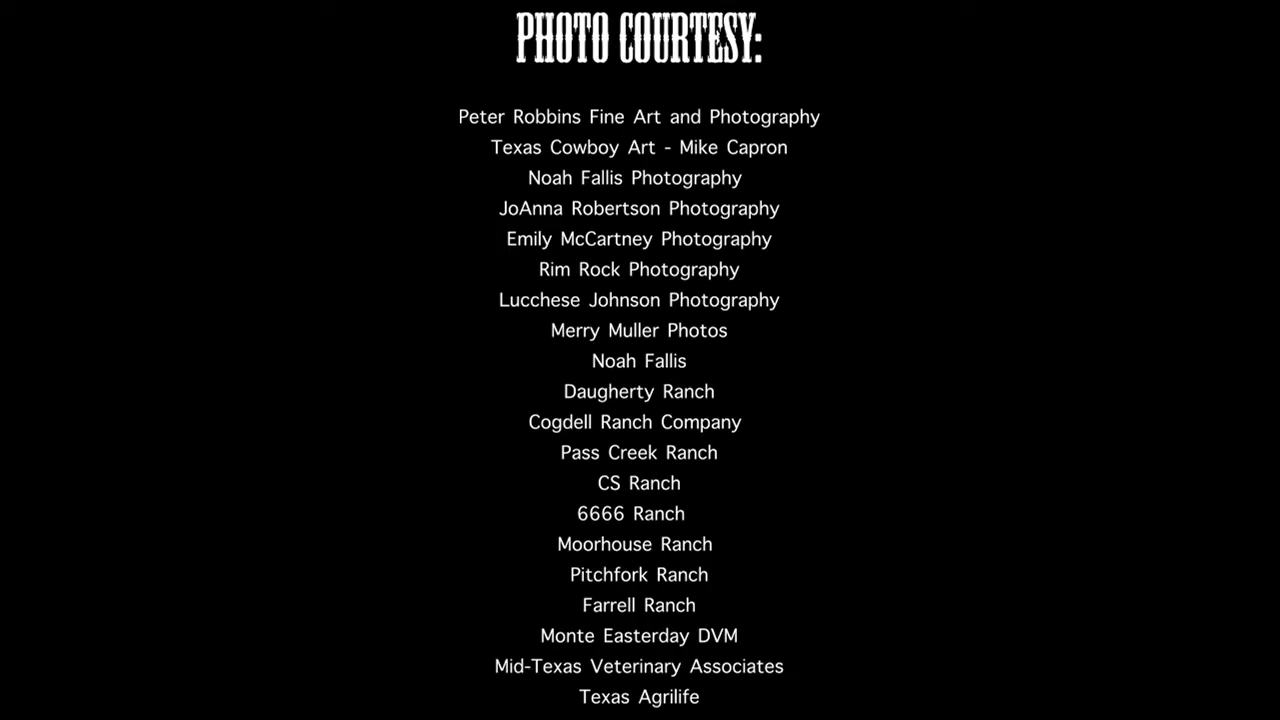 PHOTO COURTESY:
Peter Robbins Fine Art and Photography
Texas Cowboy Art - Mike Capron
Noah Fallis Photography
JoAnna Robertson Photography
Emily McCartney Photography
Rim Rock Photography
Lucchese Johnson Photography
Merry Muller Photos
Noah Fallis
Daugherty Ranch
Cogdell Ranch Company
Pass Creek Ranch
CS Ranch
6666 Ranch
Moorhouse Ranch
Pitchfork Ranch
Farrell Ranch
Monte Easterday DVM
Mid-Texas Veterinary Associates
Texas Agrilife